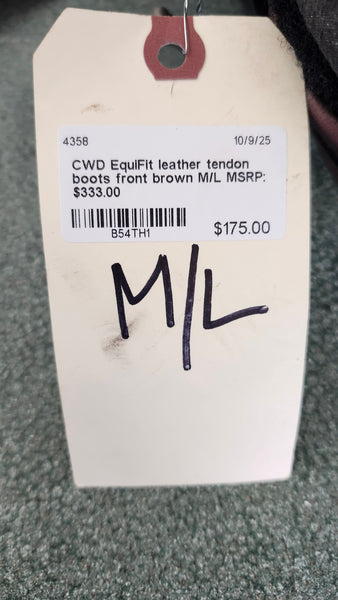 4358 10/9/25
CWD EquiFit leather tendon
boots front brown M/L MSRP:
$333.00
B54TH1 $175.00
M/L